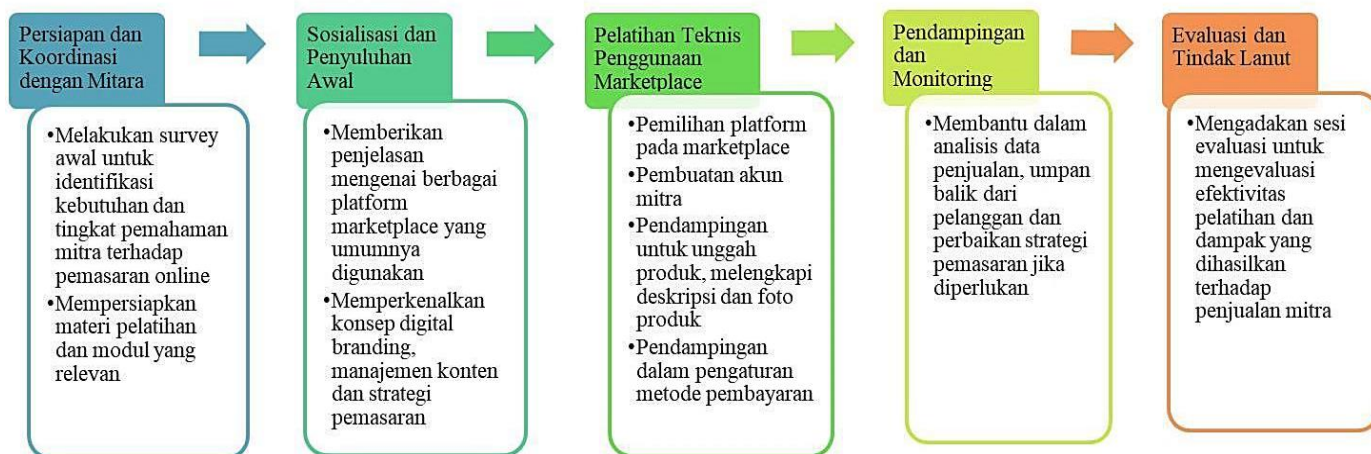 Persiapan dan
Koordinasi
dengan Mitara
•Melakukan survey
awal untuk
identifikasi
kebutuhan dan
tingkat pemahaman
mitra terhadap
pemasaran online
•Mempersiapkan
materi pelatihan
dan modul yang
relevan
Sosialisasi dan
Penyuluhan
Awal
•Memberikan
penjelasan
mengenai berbagai
platform
marketplace yang
umumnya
digunakan
•Memperkenalkan
konsep digital
branding,
manajemen konten
dan strategi
pemasaran
Pelatihan Teknis
Penggunaan
Marketplace
•Pemilihan platform
pada marketplace
•Pembuatan akun
mitra
•Pendampingan
untuk unggah
produk, melengkapi
deskripsi dan foto
produk
•Pendampingan
dalam pengaturan
metode pembayaran
Pendampingan
dan
Monitoring
•Membantu dalam
analisis data
penjualan, umpan
balik dari
pelanggan dan
perbaikan strategi
pemasaran jika
diperlukan
Evaluasi dan
Tindak Lanut
•Mengadakan sesi
evaluasi untuk
mengevaluasi
efektivitas
pelatihan dan
dampak yang
dihasilkan
terhadap
penjualan mitra